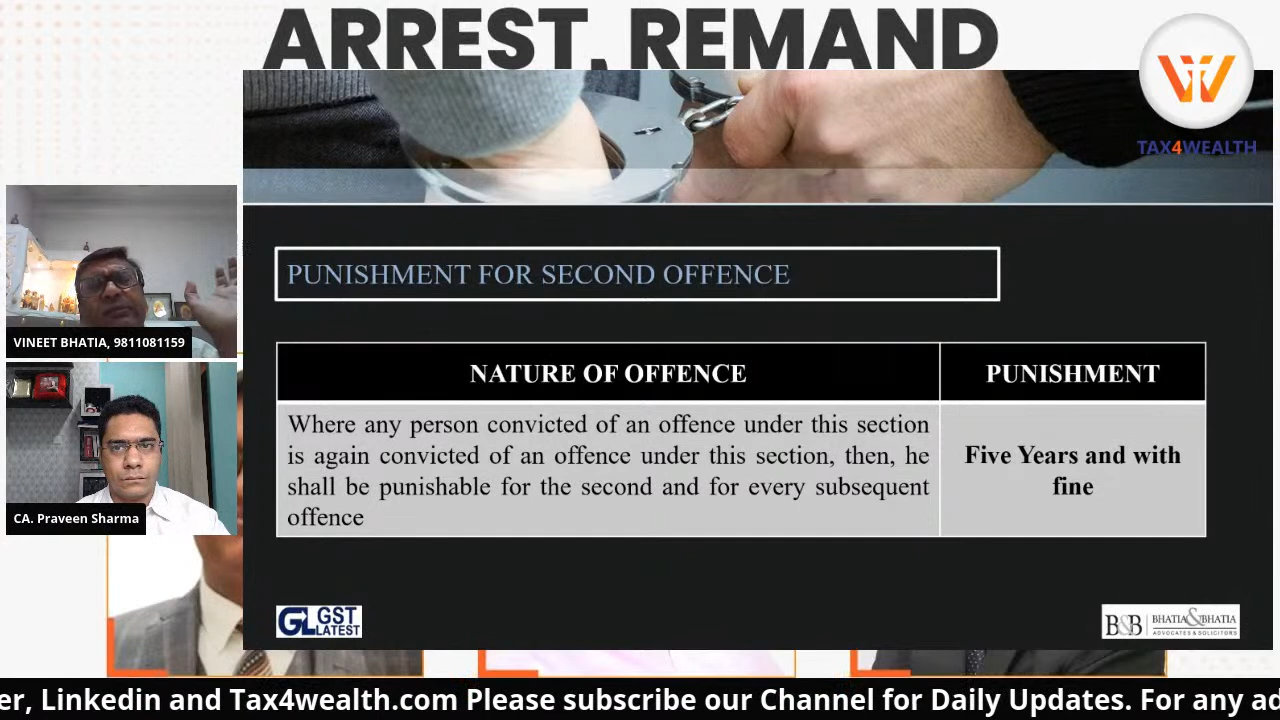 ARREST, REMAND
TAX4WEALTH
VINEET BHATIA, 9811081159
CA. Praveen Sharma
PUNISHMENT FOR SECOND OFFENCE
NATURE OF OFFENCE
PUNISHMENT
Where any person convicted of an offence under this section
is again convicted of an offence under this section, then, he
shall be punishable for the second and for every subsequent
offence
Five Years and with
fine
GL GST
LATEST
B&B BHATIA&BHATIA
ADVOCATES & SOLICITORS
er, Linkedin and Tax4wealth.com Please subscribe our Channel for Daily Updates. For any ad